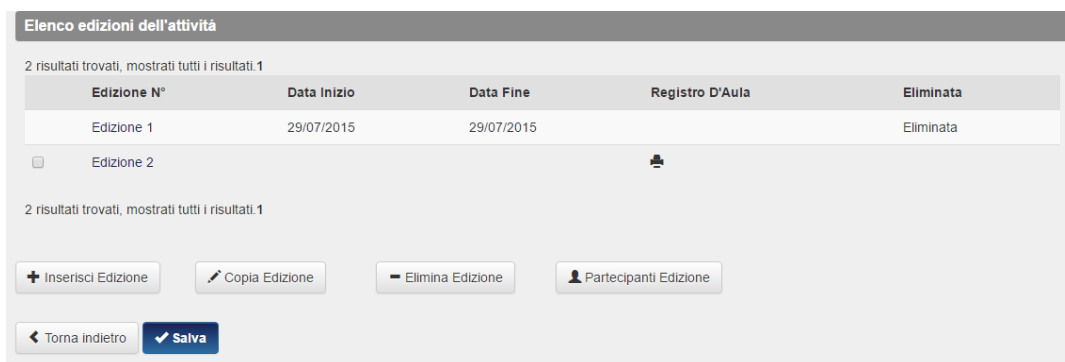 Elenco edizioni dell'attivitá
2 risultati trovati, mostrati tutti i risultati.1
Edizione N° Data Inizio Data Fine Registro D'Aula Eliminata
Edizione 1 29/07/2015 29/07/2015 Eliminata
Edizione 2
2 risultati trovati, mostrati tutti i risultati.1
Inserisci Edizione Copia Edizione Elimina Edizione Partecipanti Edizione
Torna indietro Salva